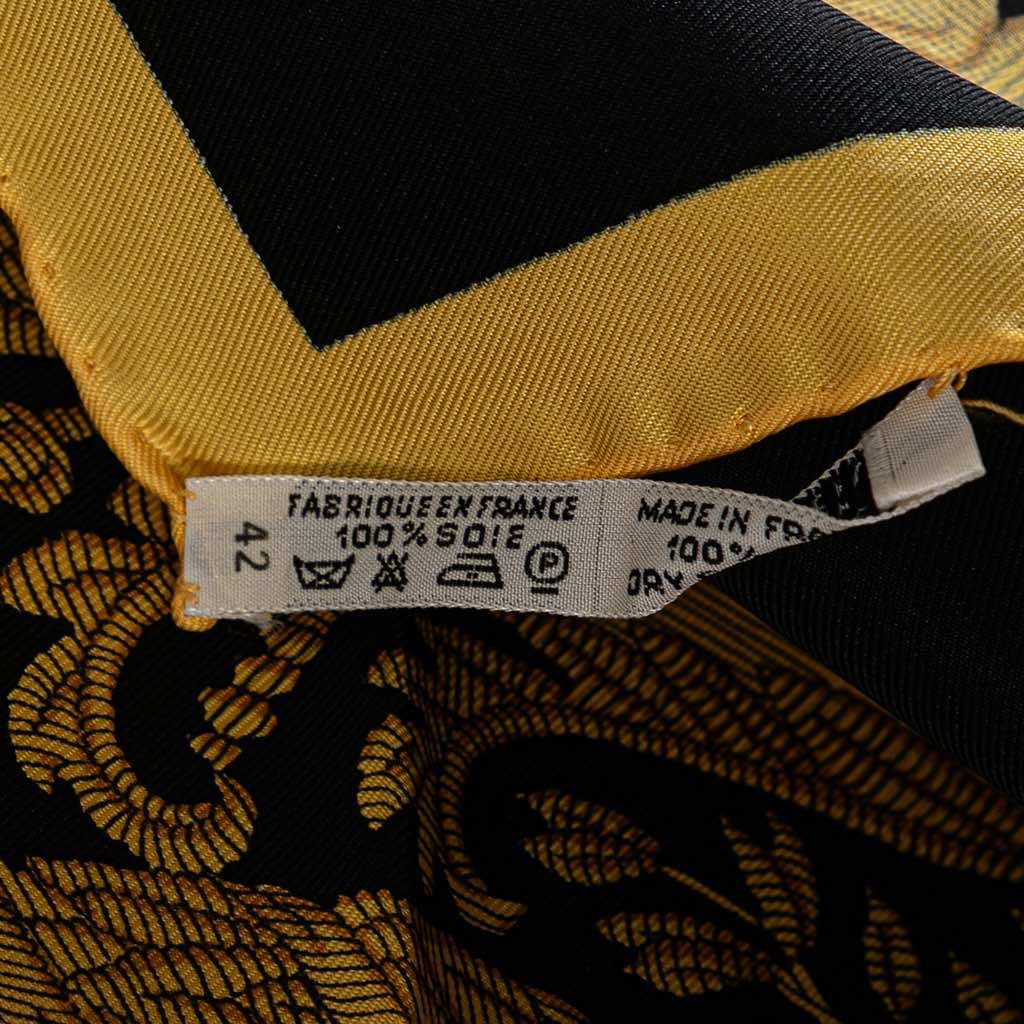 42
FABRIQUE EN FRANCE
100% SOIE
P
MADE IN
100%
DRY